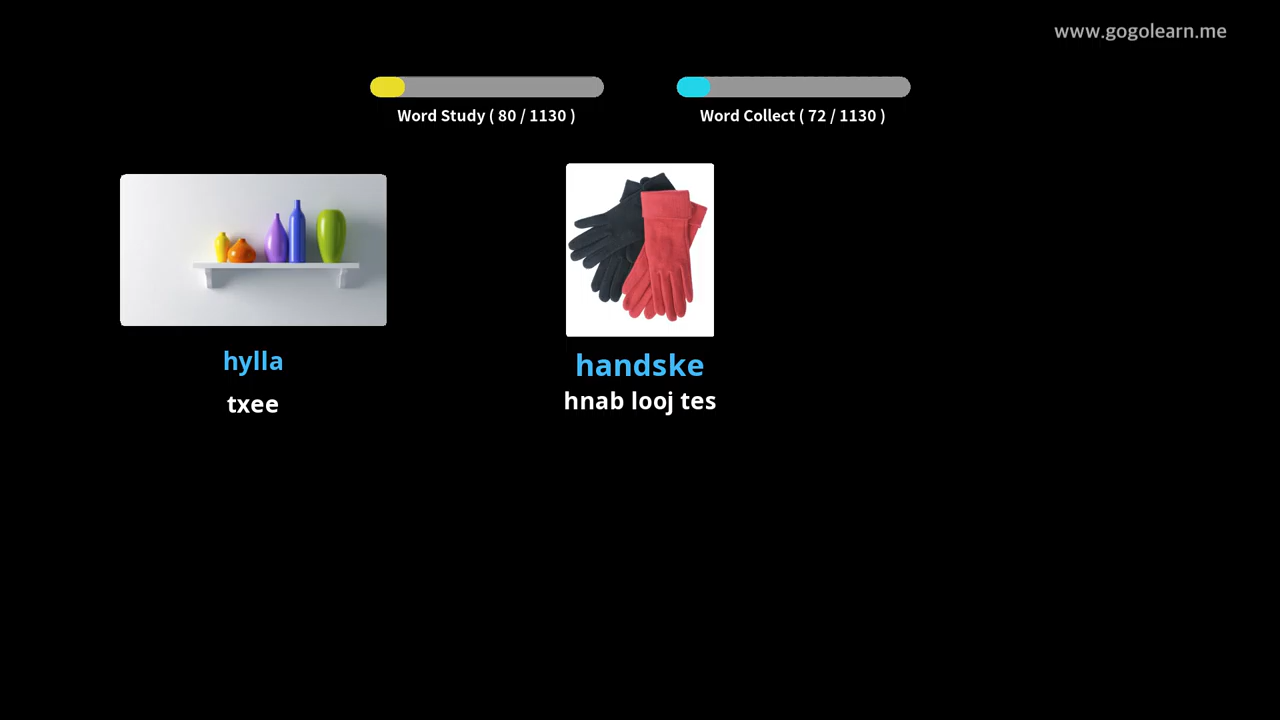 www.gogolearn.me
Word Study ( 80 / 1130 )
Word Collect ( 72 / 1130 )
hylla
txee
handske
hnab looj tes